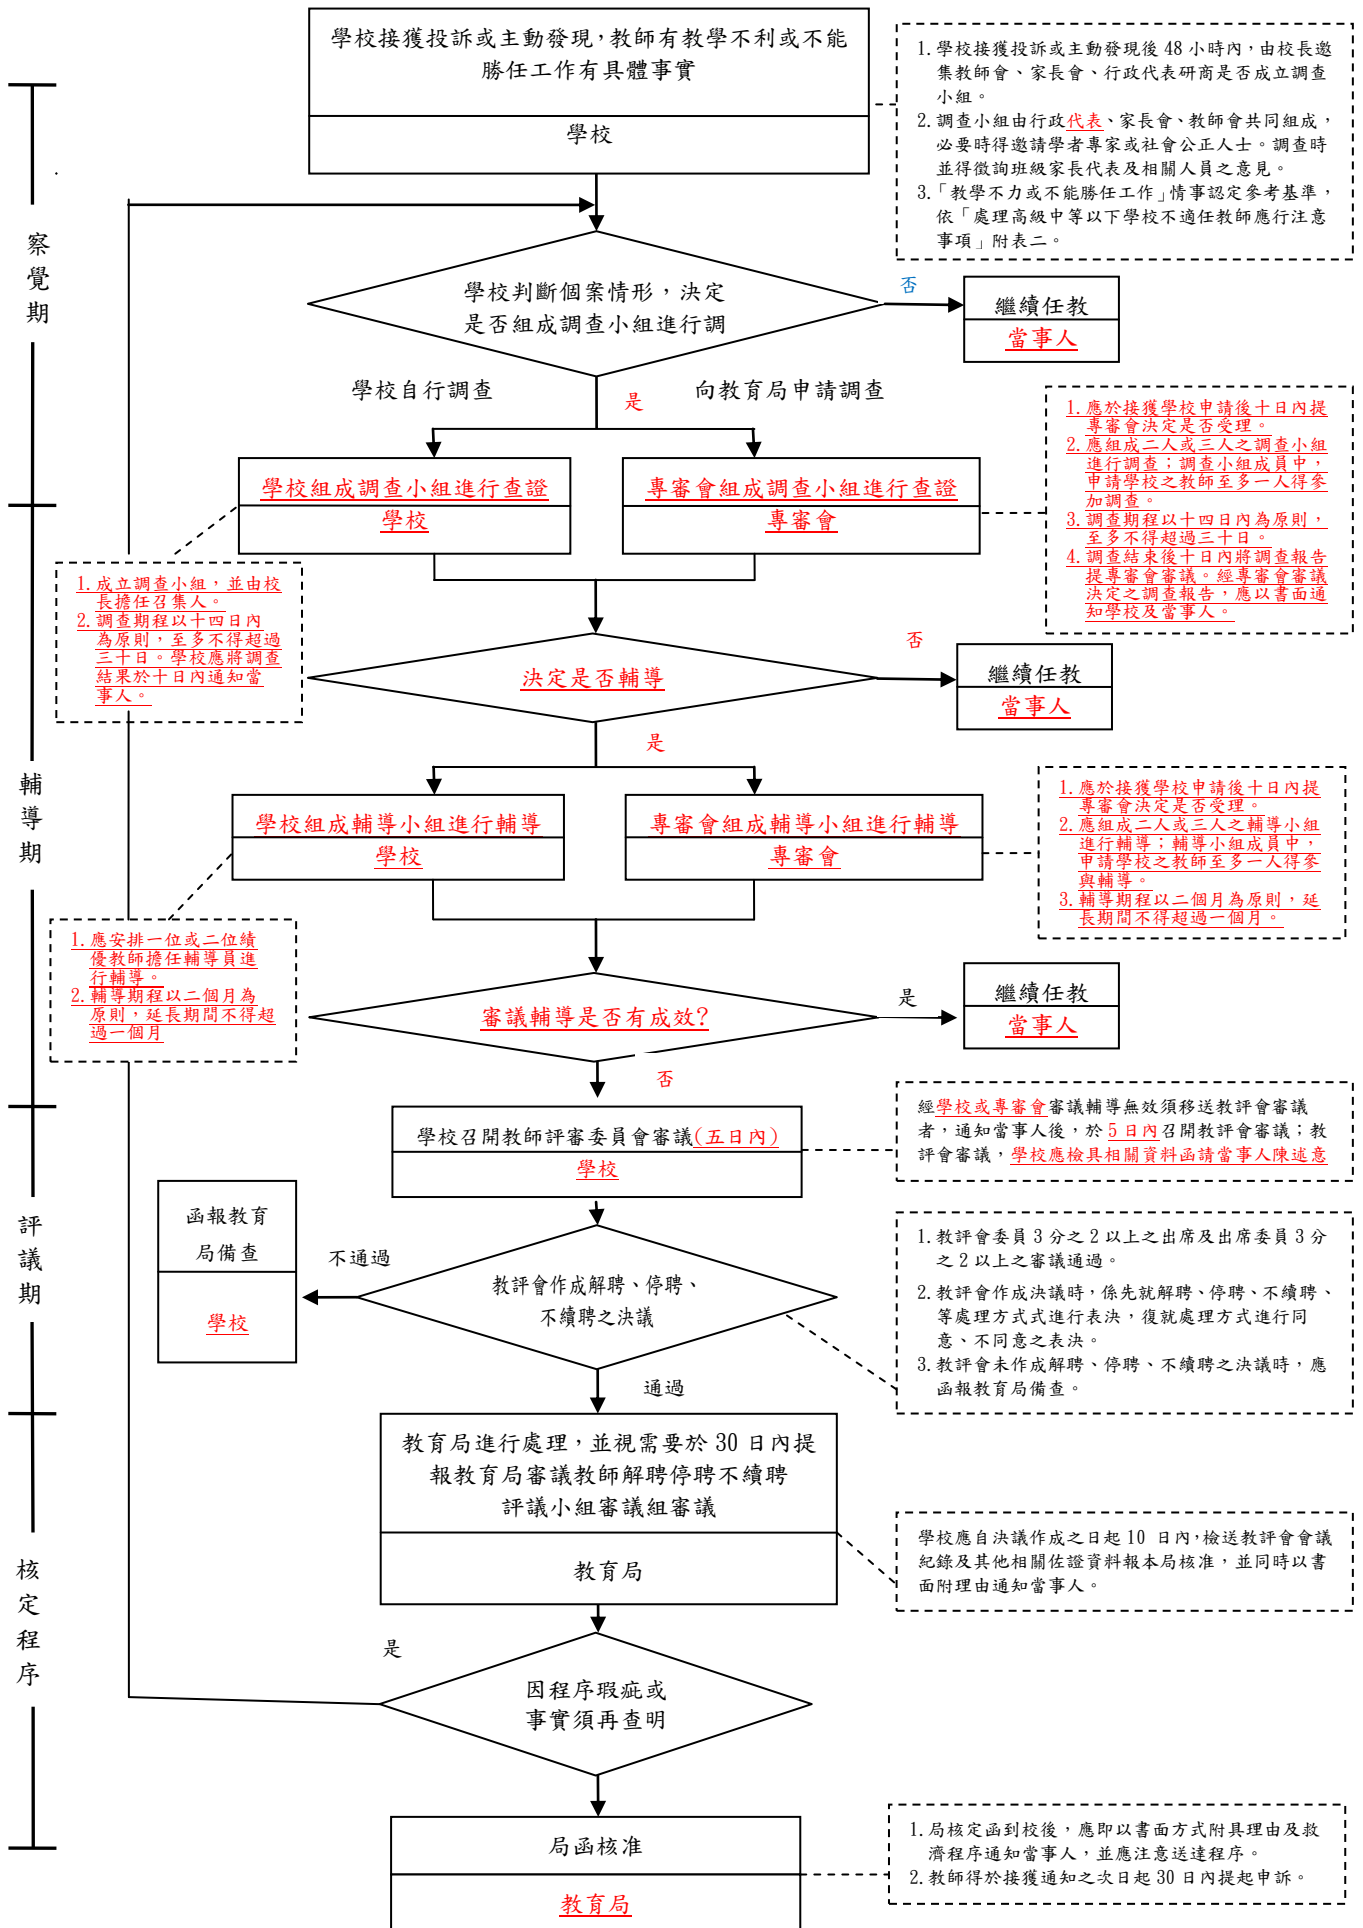 學校接獲投訴或主動發現,教師有教學不利或不能
勝任工作有具體事實
學校
1.學校接獲投訴或主動發現後 48 小時內,由校長邀
集教師會、家長會、行政代表研商是否成立調查
小組。
2.調查小組由行政代表、家長會、教師會共同組成,
必要時得邀請學者專家或社會公正人士。調查時
並得徵詢班級家長代表及相關人員之意見。
3.「教學不力或不能勝任工作」情事認定參考基準,
依「處理高級中等以下學校不適任教師應行注意
事項」附表二。
察
覺
期
學校判斷個案情形,決定
是否組成調查小組進行調
否
繼續任教
當事人
學校自行調查
是
向教育局申請調查
1.應於接獲學校申請後十日內提
專審會決定是否受理。
2.應組成二人或三人之調查小組
進行調查;調查小組成員中,
申請學校之教師至多一人得參
加調查。
3.調查期程以十四日內為原則,
至多不得超過三十日。
4.調查結束後十日內將調查報告
提專審會審議。經專審會審議
決定之調查報告,應以書面通
知學校及當事人。
學校組成調查小組進行查證
學校
專審會組成調查小組進行查證
專審會
1.成立調查小組,並由校
長擔任召集人。
2.調查期程以十四日內
為原則,至多不得超過
三十日。學校應將調查
結果於十日內通知當
事人。
決定是否輔導
否
繼續任教
當事人
是
輔
導
期
學校組成輔導小組進行輔導
學校
專審會組成輔導小組進行輔導
專審會
1.應於接獲學校申請後十日內提
專審會決定是否受理。
2.應組成二人或三人之輔導小組
進行輔導;輔導小組成員中,
申請學校之教師至多一人得參
與輔導。
3.輔導期程以二個月為原則,延
長期間不得超過一個月。
1.應安排一位或二位績
優教師擔任輔導員進
行輔導。
2.輔導期程以二個月為
原則,延長期間不得超
過一個月
審議輔導是否有成效?
是
繼續任教
當事人
否
學校召開教師評審委員會審議(五日內)
學校
經學校或專審會審議輔導無效須移送教評會審議
者,通知當事人後,於 5 日內召開教評會審議;教
評會審議,學校應檢具相關資料函請當事人陳述意
評
議
期
函報教育
局備查
學校
不通過
教評會作成解聘、停聘、
不續聘之決議
1.教評會委員 3 分之 2 以上之出席及出席委員 3 分
之 2 以上之審議通過。
2.教評會作成決議時,係先就解聘、停聘、不續聘、
等處理方式式進行表決,復就處理方式進行同
意、不同意之表決。
3.教評會未作成解聘、停聘、不續聘之決議時,應
函報教育局備查。
通過
教育局進行處理,並視需要於 30 日內提
報教育局審議教師解聘停聘不續聘
評議小組審議組審議
教育局
學校應自決議作成之日起 10 日內,檢送教評會會議
紀錄及其他相關佐證資料報本局核准,並同時以書
面附理由通知當事人。
核
定
程
序
是
因程序瑕疵或
事實須再查明
局函核准
教育局
1.局核定函到校後,應即以書面方式附具理由及救
濟程序通知當事人,並應注意送達程序。
2.教師得於接獲通知之次日起 30 日內提起申訴。